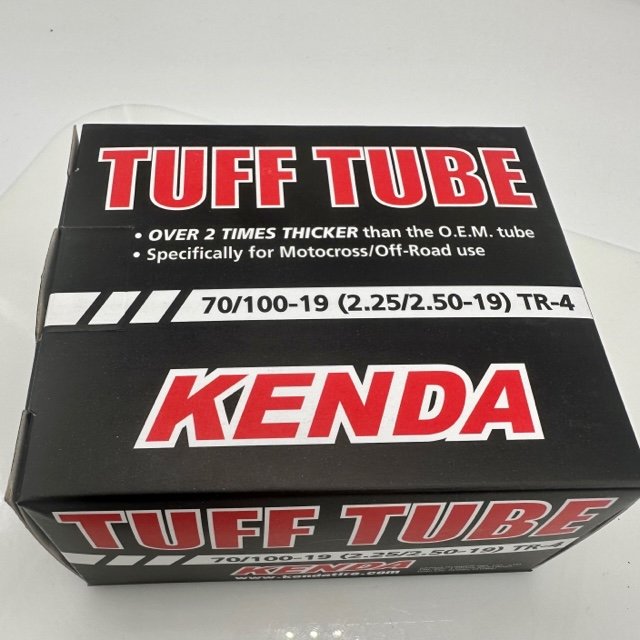 TUFF TUBE
• OVER 2 TIMES THICKER than the O.E.M. tube
• Specifically for Motocross/Off-Road use
70/100-19 (2.25/2.50-19) TR-4
KENDA
TUFF TUBE
70/100-19 (2.25/2.50-19) TR-4
KENDA
www.kendatire.com